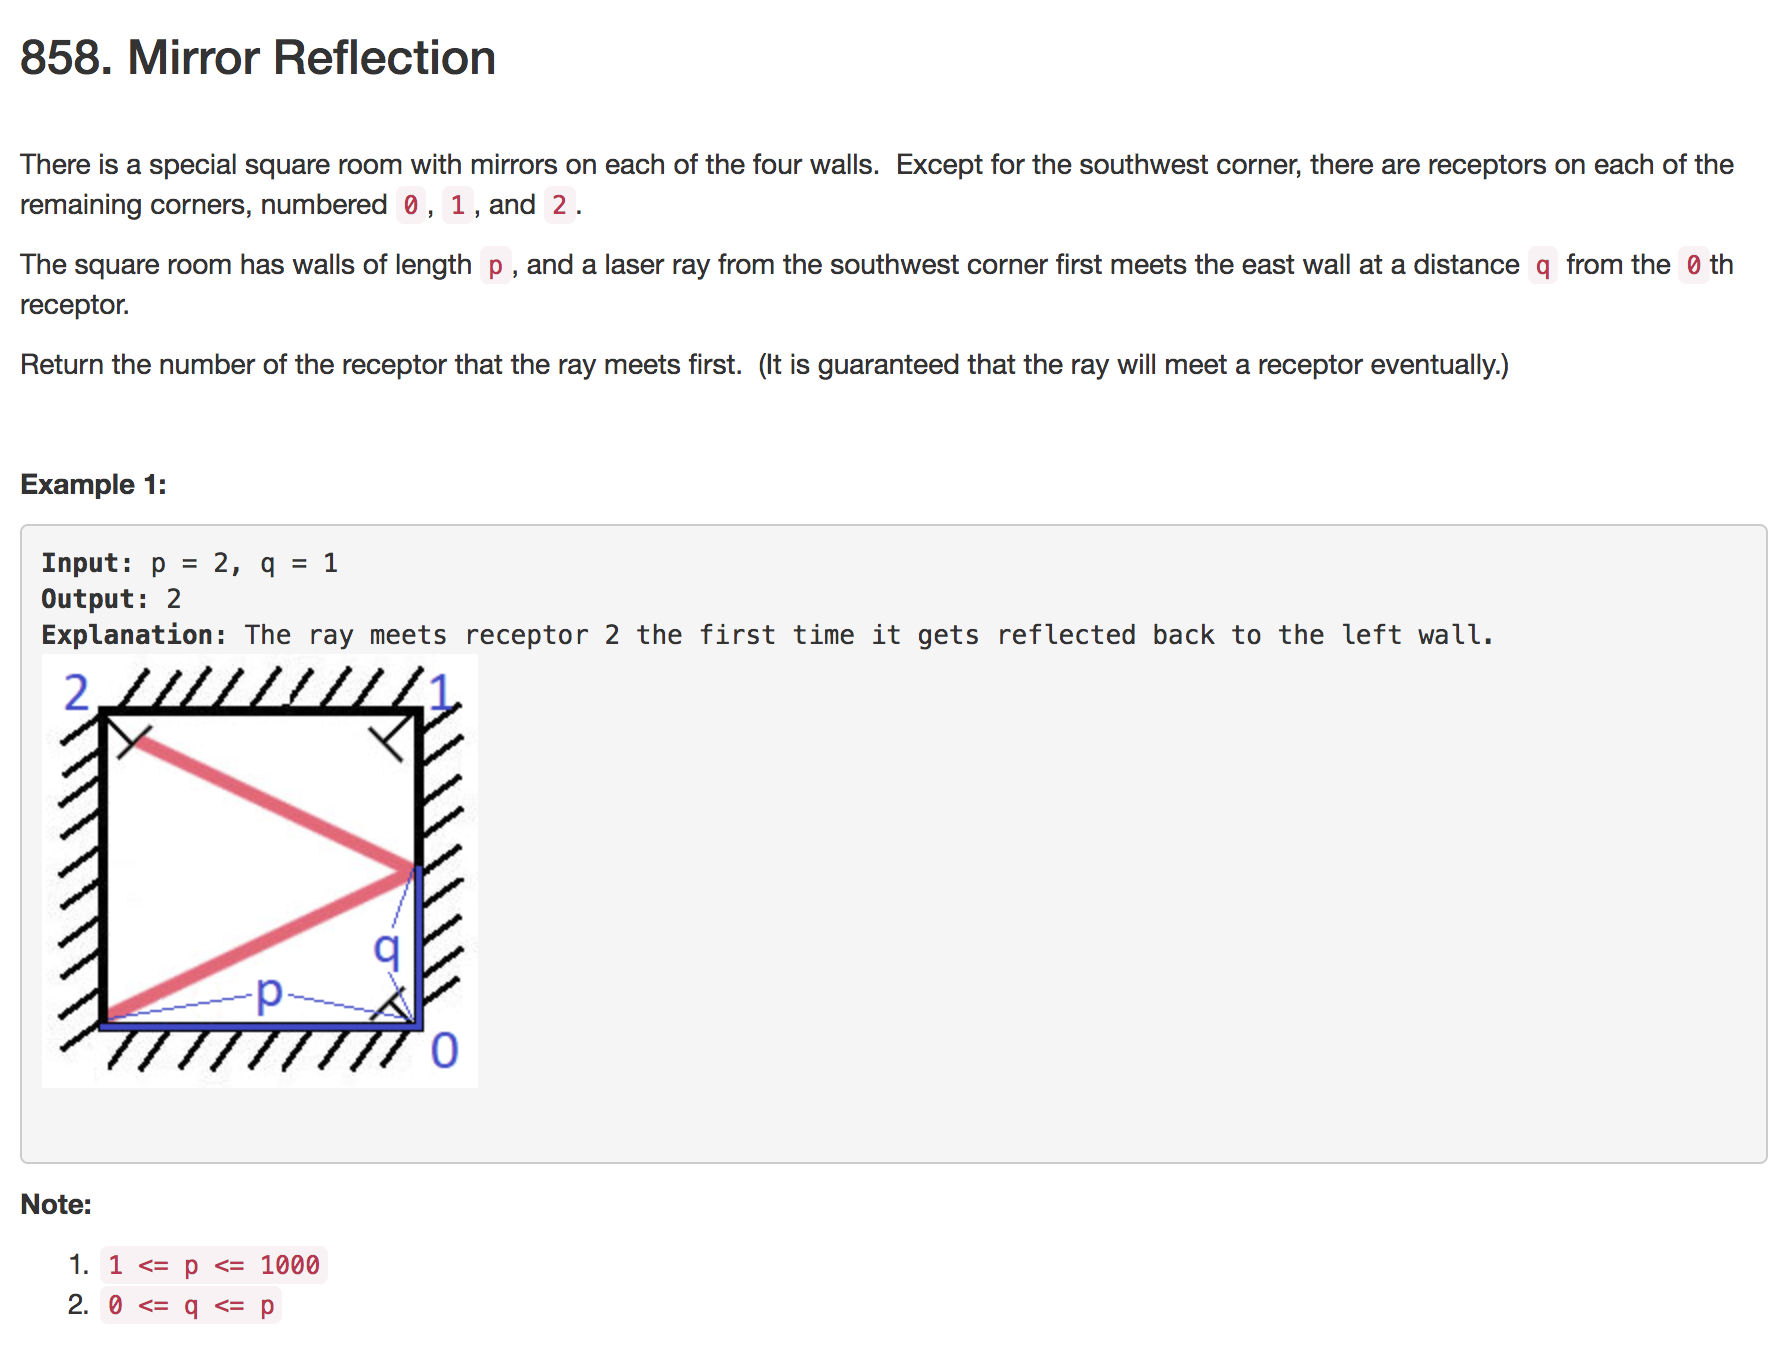 858. Mirror Reflection
There is a special square room with mirrors on each of the four walls.  Except for the southwest corner, there are receptors on each of the
remaining corners, numbered 0, 1, and 2.
The square room has walls of length p, and a laser ray from the southwest corner first meets the east wall at a distance q from the 0th
receptor.
Return the number of the receptor that the ray meets first.  (It is guaranteed that the ray will meet a receptor eventually.)
Example 1:
Input: p = 2, q = 1
Output: 2
Explanation: The ray meets receptor 2 the first time it gets reflected back to the left wall.
2 1
q
p
0
Note:
1. 1 <= p <= 1000
2. 0 <= q <= p